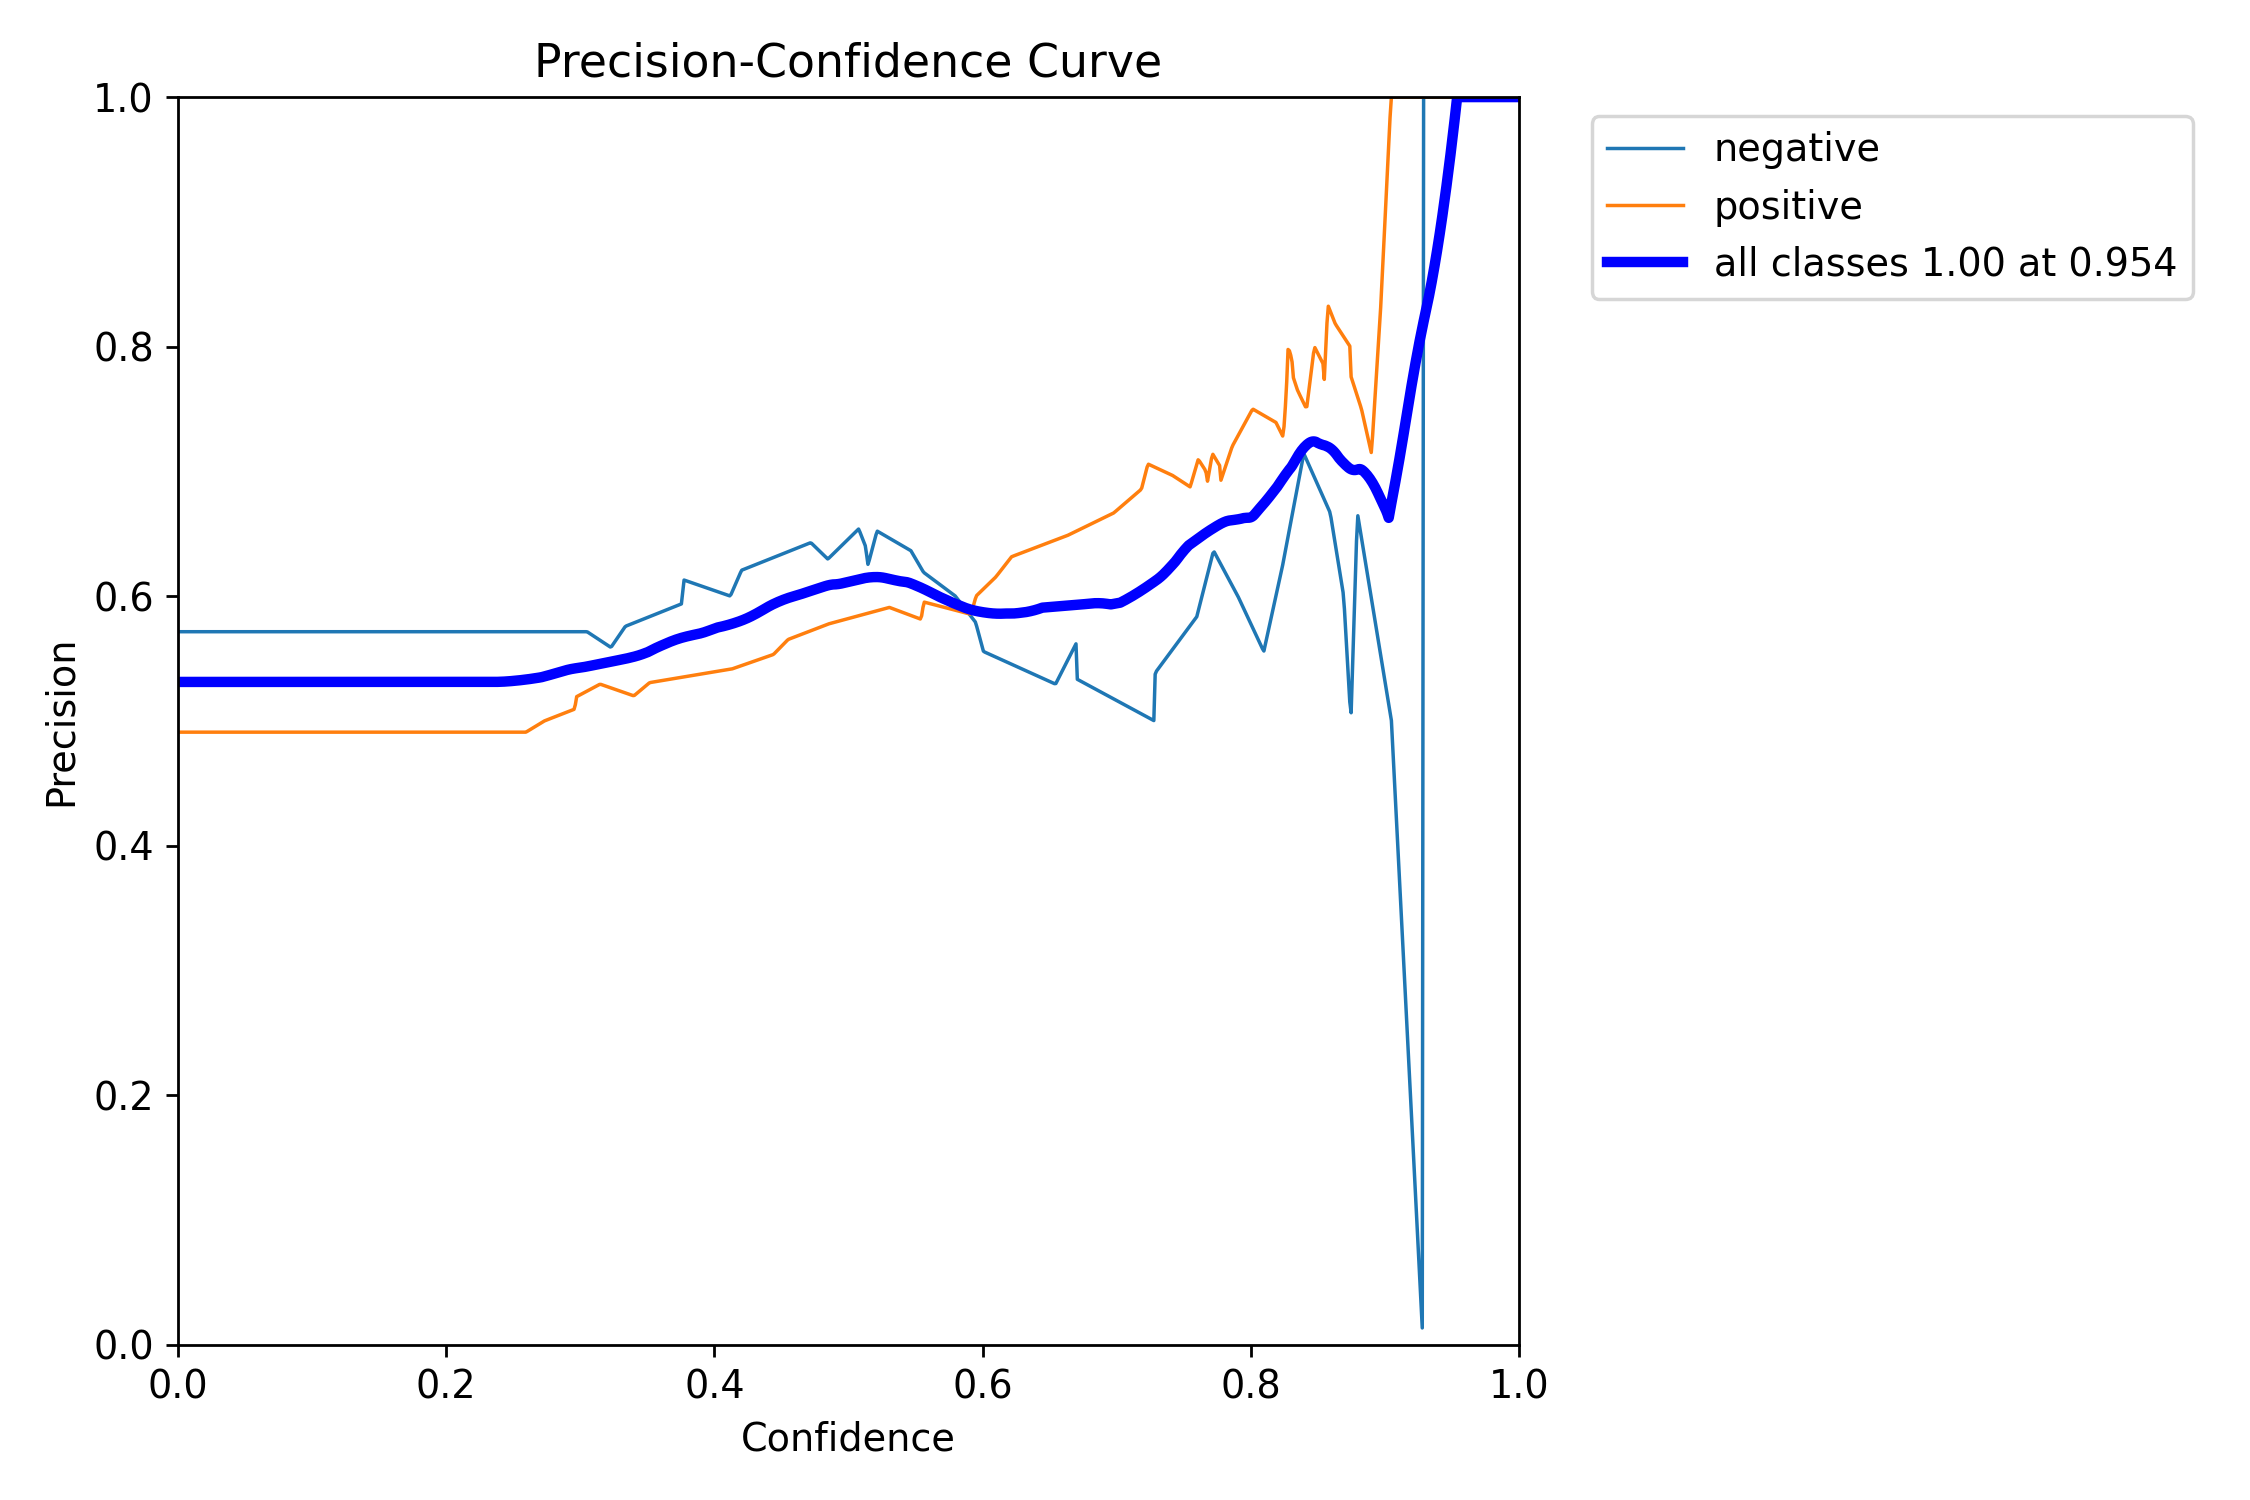 Precision-Confidence Curve
1.0
0.8
0.6
0.4
0.2
0.0
Precision
0.0 0.2 0.4 0.6 0.8 1.0
Confidence
negative
positive
all classes 1.00 at 0.954